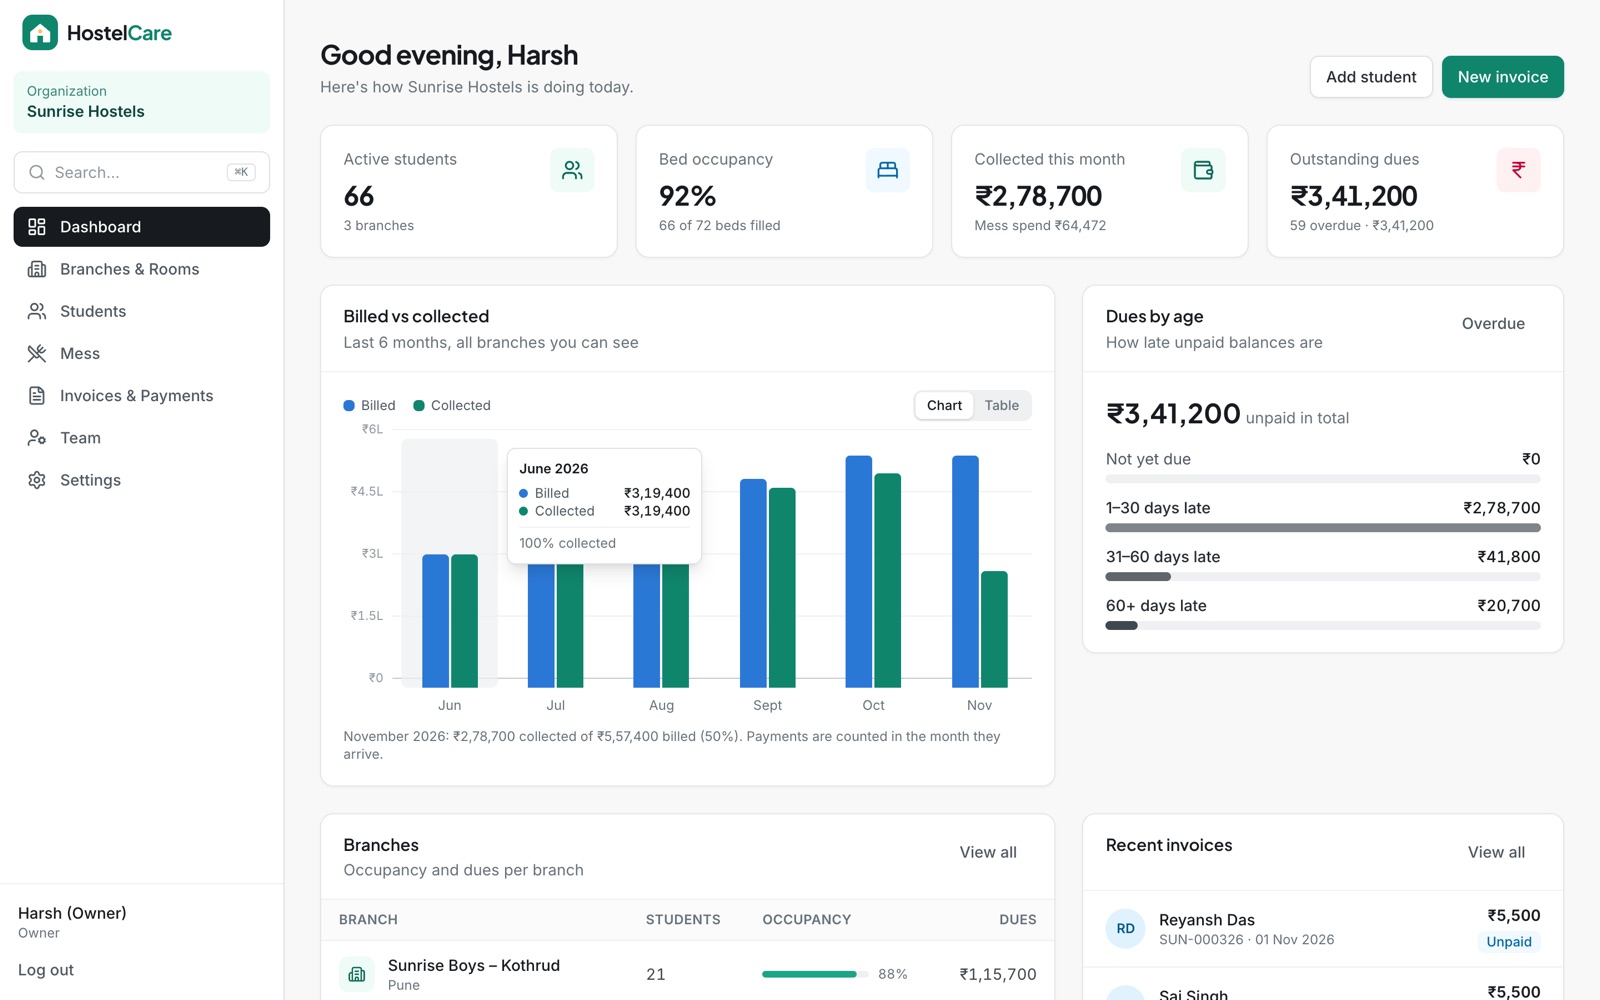 HostelCare
Organization
Sunrise Hostels
Search...
⌘K
Dashboard
Branches & Rooms
Students
Mess
Invoices & Payments
Team
Settings
Harsh (Owner)
Owner
Log out
Good evening, Harsh
Here's how Sunrise Hostels is doing today.
Add student
New invoice
Active students
66
3 branches
Bed occupancy
92%
66 of 72 beds filled
Collected this month
₹2,78,700
Mess spend ₹64,472
Outstanding dues
₹3,41,200
59 overdue · ₹3,41,200
₹
Billed vs collected
Last 6 months, all branches you can see
Billed
Collected
Chart
Table
₹6L
₹4.5L
₹3L
₹1.5L
₹0
June 2026
Billed ₹3,19,400
Collected ₹3,19,400
100% collected
Jun
Jul
Aug
Sept
Oct
Nov
November 2026: ₹2,78,700 collected of ₹5,57,400 billed (50%). Payments are counted in the month they
arrive.
Dues by age
How late unpaid balances are
Overdue
₹3,41,200 unpaid in total
Not yet due ₹0
1–30 days late ₹2,78,700
31–60 days late ₹41,800
60+ days late ₹20,700
Branches
Occupancy and dues per branch
View all
BRANCH STUDENTS OCCUPANCY DUES
Sunrise Boys – Kothrud
Pune
21
88%
₹1,15,700
Recent invoices
View all
RD
Reyansh Das
SUN-000326 · 01 Nov 2026
₹5,500
Unpaid
Sai Singh
₹5,500